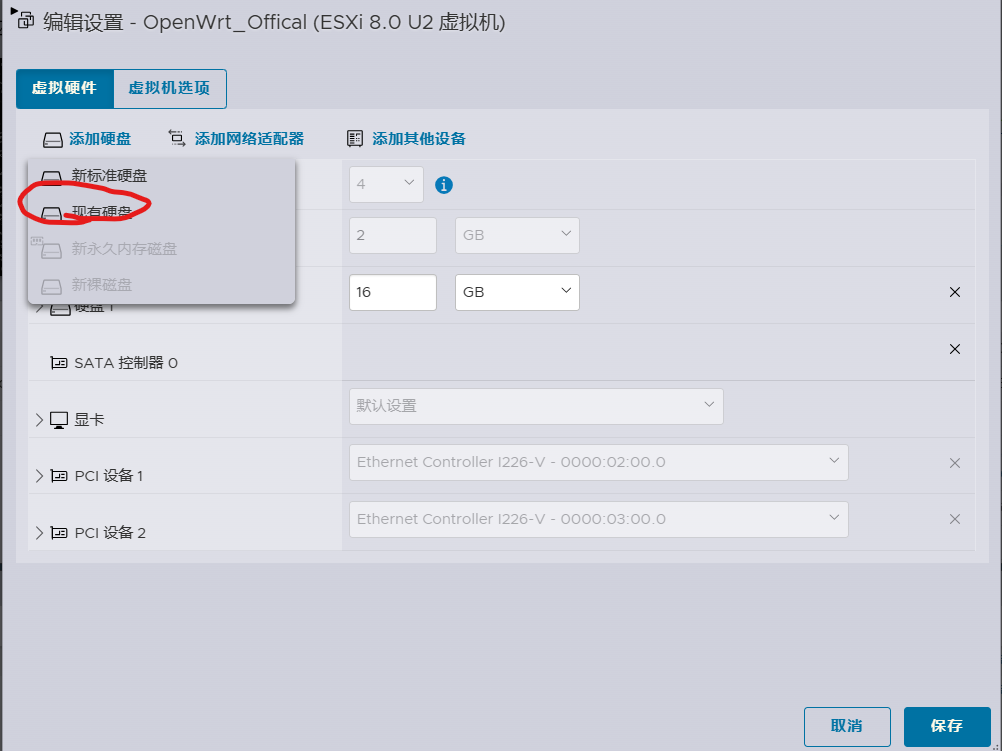 编辑设置 - OpenWrt_Offical (ESXi 8.0 U2 虚拟机)
虚拟硬件 虚拟机选项
添加硬盘 添加网络适配器 添加其他设备
新标准硬盘
现有硬盘
新永久内存磁盘
新裸磁盘
4
2 GB
硬盘 1 16 GB
SATA 控制器 0
显卡 默认设置
PCI 设备 1 Ethernet Controller I226-V - 0000:02:00.0
PCI 设备 2 Ethernet Controller I226-V - 0000:03:00.0
取消 保存